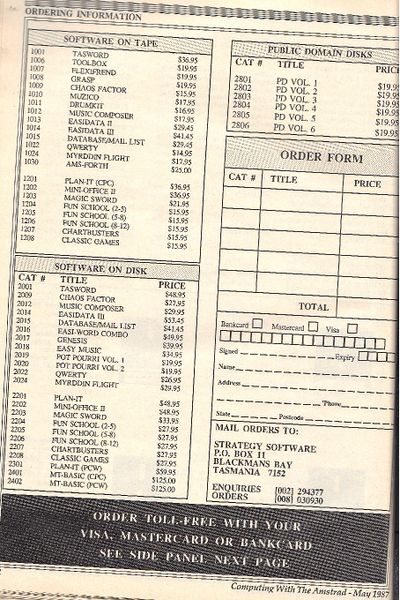 ORDERING INFORMATION
SOFTWARE ON TAPE
1001 TASWORD $36.95
1006 TOOLBOX $19.95
1007 FLEXIFREND $19.95
1008 GRASP $19.95
1009 CHAOS FACTOR $15.95
1010 MUZICO $17.95
1011 DRUMKIT $16.95
1012 MUSIC COMPOSER $17.95
1013 EASIDATA II $29.45
1014 EASIDATA III $41.45
1015 DATABASE/MAIL LIST $29.45
1022 QWERTY $14.95
1024 MYRDDIN FLIGHT $17.95
1030 AMS-FORTH $25.00
1201 PLAN-IT (CPC) $36.95
1202 MINI-OFFICE II $36.95
1203 MAGIC SWORD $21.95
1204 FUN SCHOOL (2-5) $15.95
1205 FUN SCHOOL (5-8) $15.95
1206 FUN SCHOOL (8-12) $15.95
1207 CHARTBUSTERS $15.95
1208 CLASSIC GAMES $15.95
SOFTWARE ON DISK
CAT # TITLE PRICE
2001 TASWORD $48.95
2009 CHAOS FACTOR $27.95
2012 MUSIC COMPOSER $29.95
2014 EASIDATA III $53.45
2015 DATABASE/MAIL LIST $41.45
2016 EASI-WORD COMBO $49.95
2017 GENESIS $39.95
2018 EASY MUSIC $34.95
2019 POT POURRI VOL. 1 $19.95
2020 POT POURRI VOL. 2 $19.95
2022 QWERTY $26.95
2024 MYRDDIN FLIGHT $29.95
2201 PLAN-IT $48.95
2202 MINI-OFFICE II $48.95
2203 MAGIC SWORD $33.95
2204 FUN SCHOOL (2-5) $27.95
2205 FUN SCHOOL (5-8) $27.95
2206 FUN SCHOOL (8-12) $27.95
2207 CHARTBUSTERS $27.95
2208 CLASSIC GAMES $27.95
2301 PLAN-IT (PCW) $59.95
2401 MT-BASIC (CPC) $125.00
2402 MT-BASIC (PCW) $125.00
PUBLIC DOMAIN DISKS
CAT # TITLE PRIC
2801 PD VOL. 1 $19.9
2802 PD VOL. 2 $19.9
2803 PD VOL. 3 $19.95
2804 PD VOL. 4 $19.95
2805 PD VOL. 5 $19.95
2806 PD VOL. 6 $19.95
ORDER FORM
CAT # TITLE PRICE
TOTAL
Bankcard Mastercard Visa
Signed Expiry
Name
Address
Phone
State Postcode
MAIL ORDERS TO:
STRATEGY SOFTWARE
P.O. BOX 11
BLACKMANS BAY
TASMANIA 7152
ENQUIRIES [002] 294377
ORDERS [008] 030930
ORDER TOLL-FREE WITH YOUR
VISA, MASTERCARD OR BANKCARD
SEE SIDE PANEL NEXT PAGE
Computing With The Amstrad - May 1987